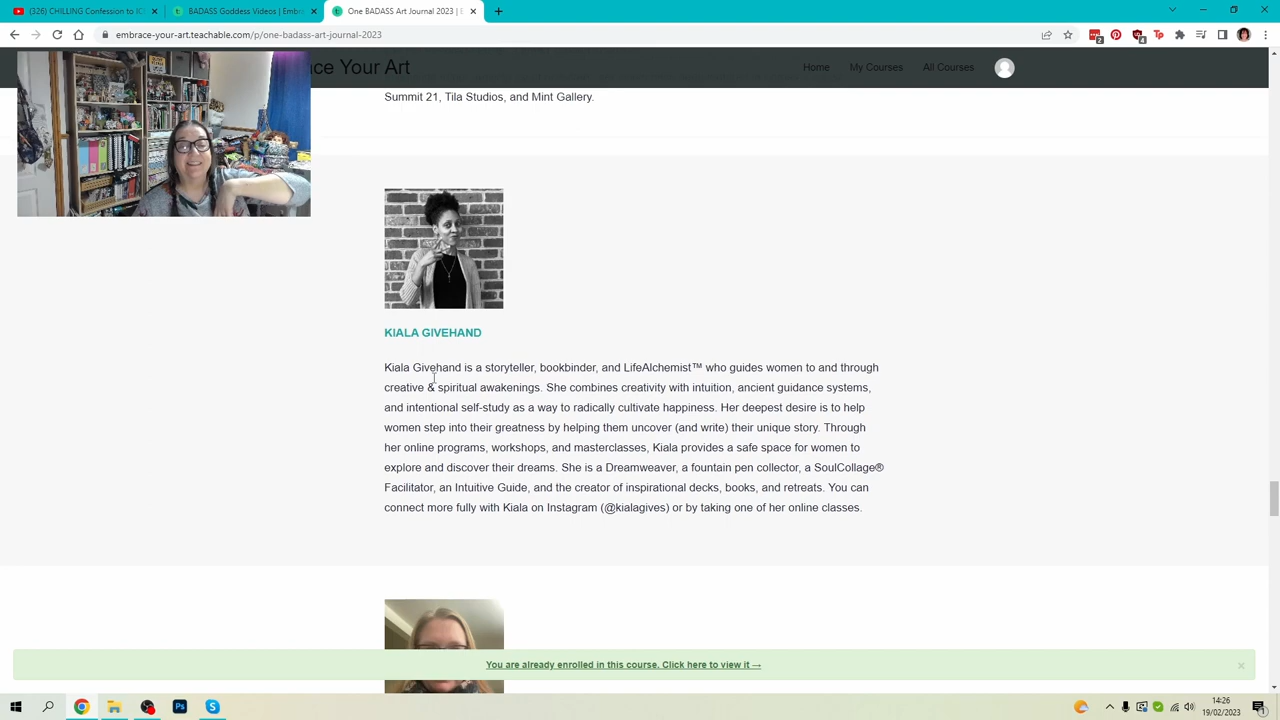 (326) CHILLING Confession to ICI
BADASS Goddess Videos | Embra
One BADASS Art Journal 2023 | E
embrace-your-art.teachable.com/p/one-badass-art-journal-2023
ce Your Art
Home
My Courses
All Courses
Summit 21, Tila Studios, and Mint Gallery.
KIALA GIVEHAND
Kiala Givehand is a storyteller, bookbinder, and LifeAlchemist™ who guides women to and through
creative & spiritual awakenings. She combines creativity with intuition, ancient guidance systems,
and intentional self-study as a way to radically cultivate happiness. Her deepest desire is to help
women step into their greatness by helping them uncover (and write) their unique story. Through
her online programs, workshops, and masterclasses, Kiala provides a safe space for women to
explore and discover their dreams. She is a Dreamweaver, a fountain pen collector, a SoulCollage®
Facilitator, an Intuitive Guide, and the creator of inspirational decks, books, and retreats. You can
connect more fully with Kiala on Instagram (@kialagives) or by taking one of her online classes.
You are already enrolled in this course. Click here to view it →
14:26
19/02/2023